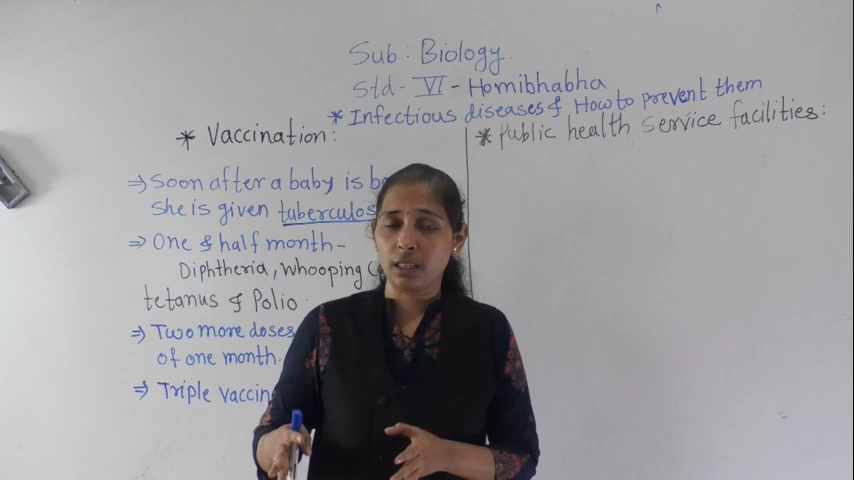 Sub : Biology.
Std - VI - Homibhabha
* Infectious diseases & How to prevent them
* Vaccination :
⇒ Soon after a baby is
She is given
⇒ One & half month -
Diphtheria, Whooping
tetanus & Polio.
⇒ Two more doses
of one month.
⇒ Triple
* Public health service facilities :